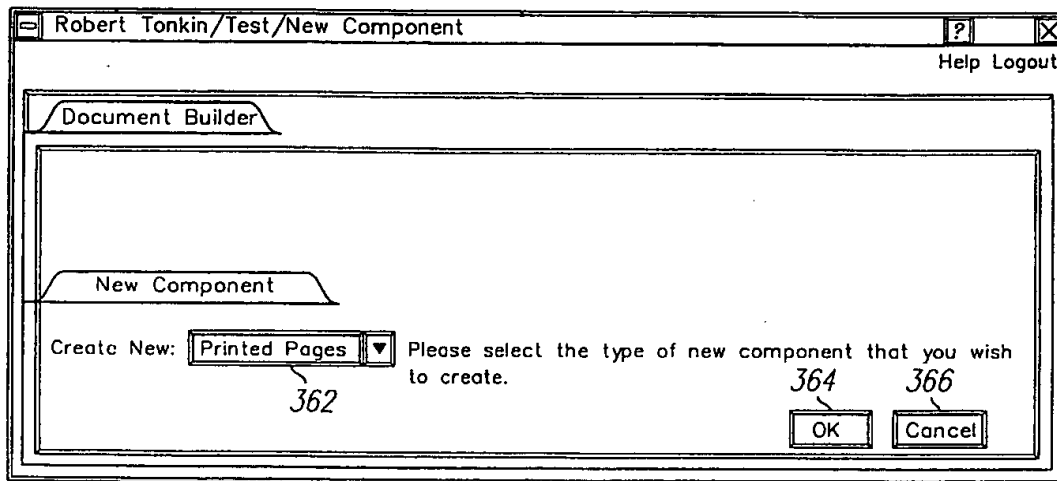 Robert Tonkin/Test/New Component ?
Help Logout
Document Builder
New Component
Create New: Printed Pages Please select the type of new component that you wish
to create.
362
364 366
OK Cancel